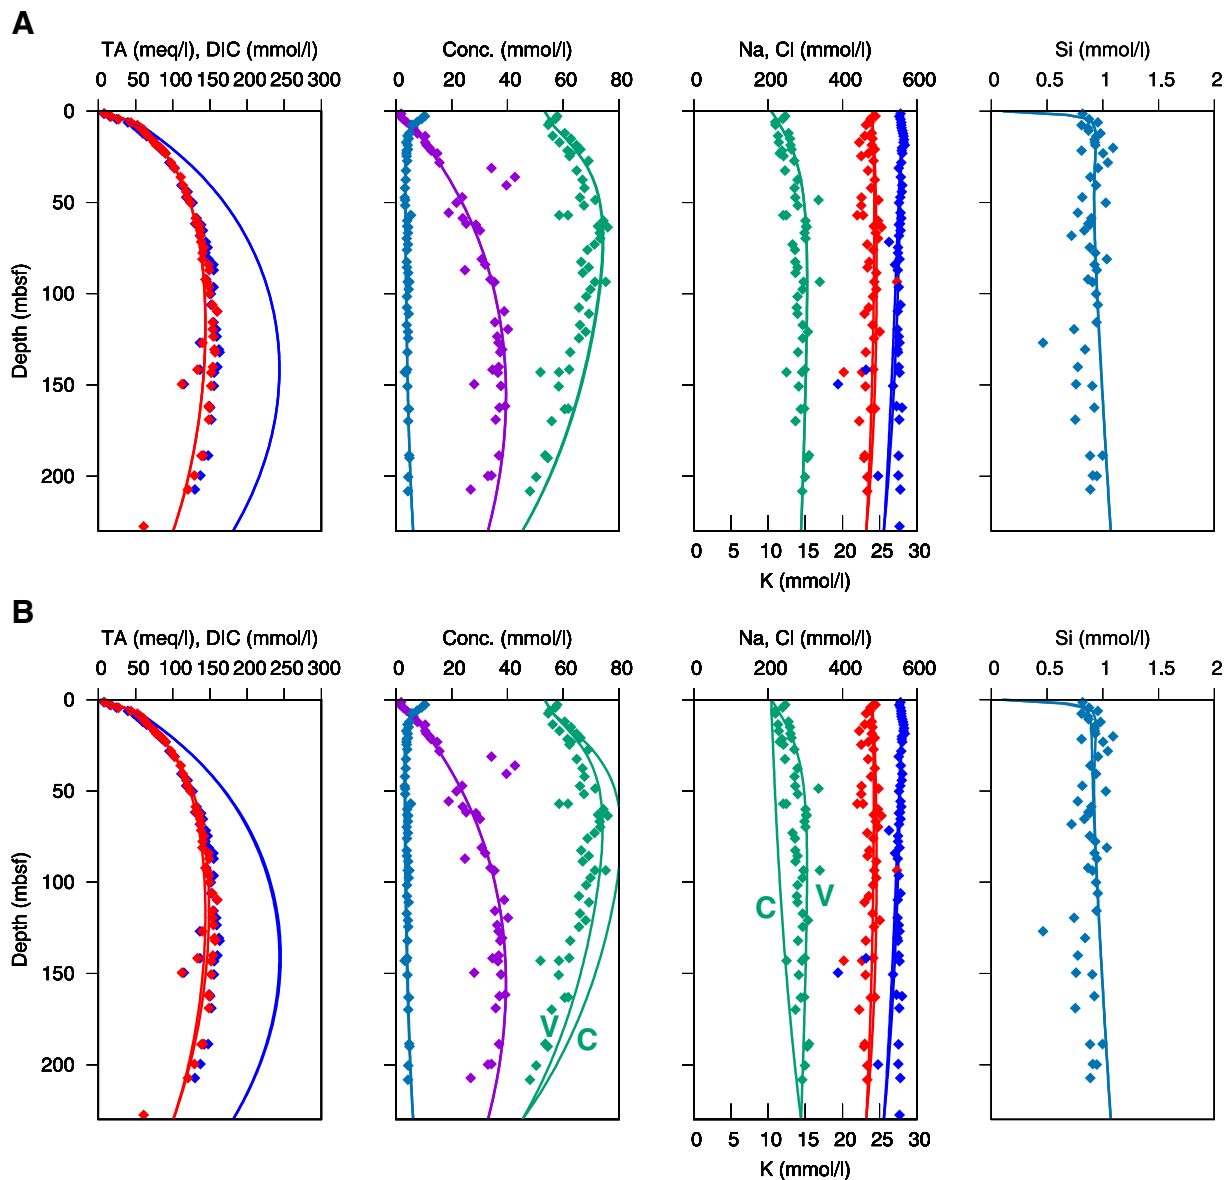 A
TA (meq/l), DIC (mmol/l)
Conc. (mmol/l)
Na, Cl (mmol/l)
Si (mmol/l)
0 50 100 150 200 250 300
0 20 40 60 80
0 200 400 600
0 0.5 1 1.5 2
0
50
100
150
200
Depth (mbsf)
0 5 10 15 20 25 30
K (mmol/l)
B
TA (meq/l), DIC (mmol/l)
Conc. (mmol/l)
Na, Cl (mmol/l)
Si (mmol/l)
0 50 100 150 200 250 300
0 20 40 60 80
0 200 400 600
0 0.5 1 1.5 2
0
50
100
150
200
Depth (mbsf)
V
C
C
V
0 5 10 15 20 25 30
K (mmol/l)